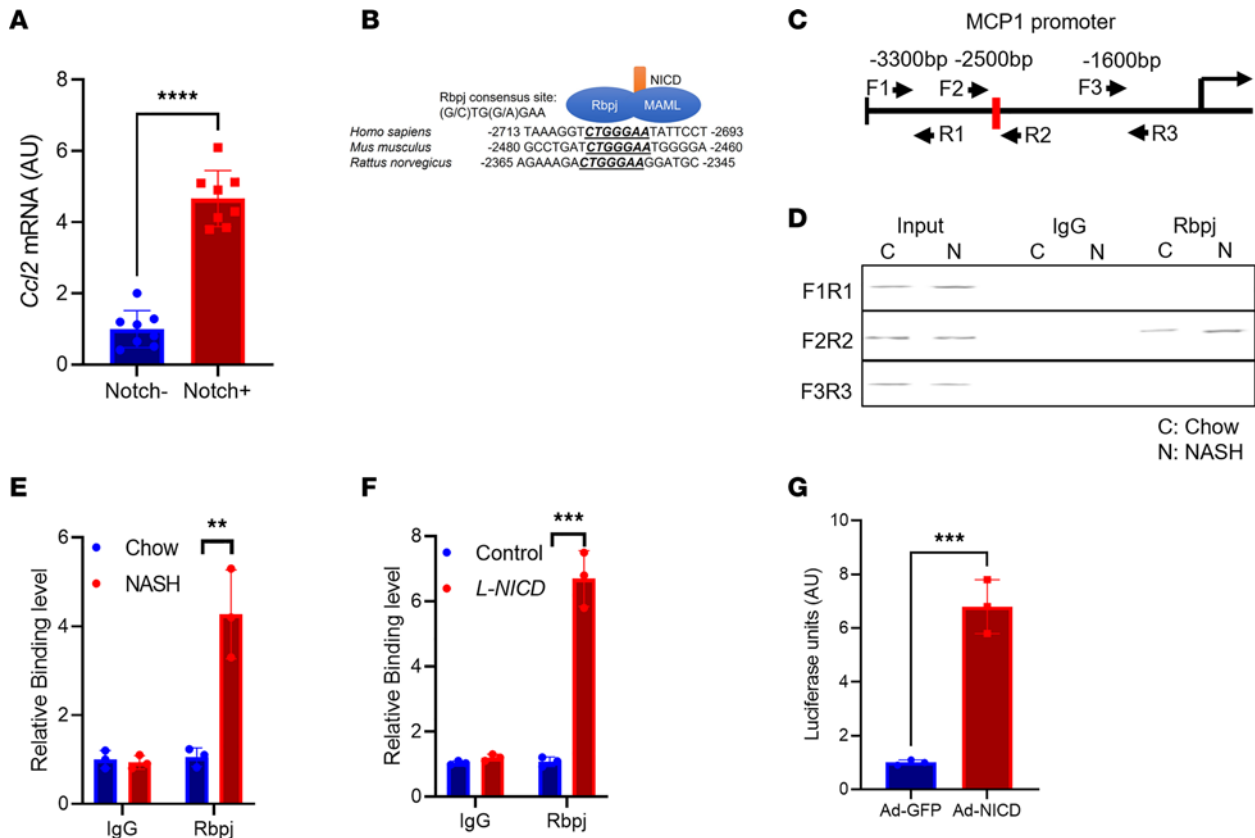 A
Ccl2 mRNA (AU)
8
6
4
2
0
****
Notch-
Notch+
B
NICD
Rbpj consensus site:
(G/C)TG(G/A)GAA
Rbpj
MAML
Homo sapiens -2713 TAAAGGTCTGGGAATATTCCT -2693
Mus musculus -2480 GCCTGATCTGGGAATGGGGA -2460
Rattus norvegicus -2365 AGAAAGACTGGGAAGGATGC -2345
C
MCP1 promoter
-3300bp -2500bp -1600bp
F1 F2 F3
R1 R2 R3
D
Input IgG Rbpj
C N C N C N
F1R1
F2R2
F3R3
C: Chow
N: NASH
E
Relative Binding level
6
4
2
0
Chow
NASH
**
IgG
Rbpj
F
Relative Binding level
8
6
4
2
0
Control
L-NICD
***
IgG
Rbpj
G
Luciferase units (AU)
10
8
6
4
2
0
***
Ad-GFP
Ad-NICD